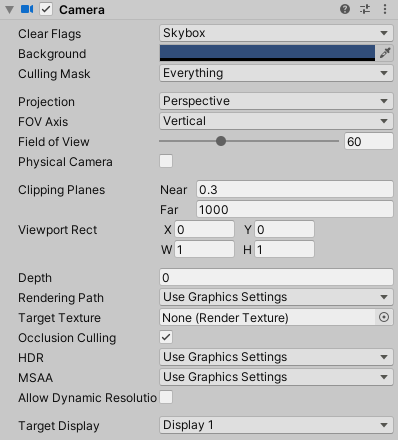 Camera
Clear Flags Skybox
Background
Culling Mask Everything
Projection Perspective
FOV Axis Vertical
Field of View 60
Physical Camera
Clipping Planes Near 0.3
Far 1000
Viewport Rect X 0 Y 0
W 1 H 1
Depth 0
Rendering Path Use Graphics Settings
Target Texture None (Render Texture)
Occlusion Culling
HDR Use Graphics Settings
MSAA Use Graphics Settings
Allow Dynamic Resolutio
Target Display Display 1